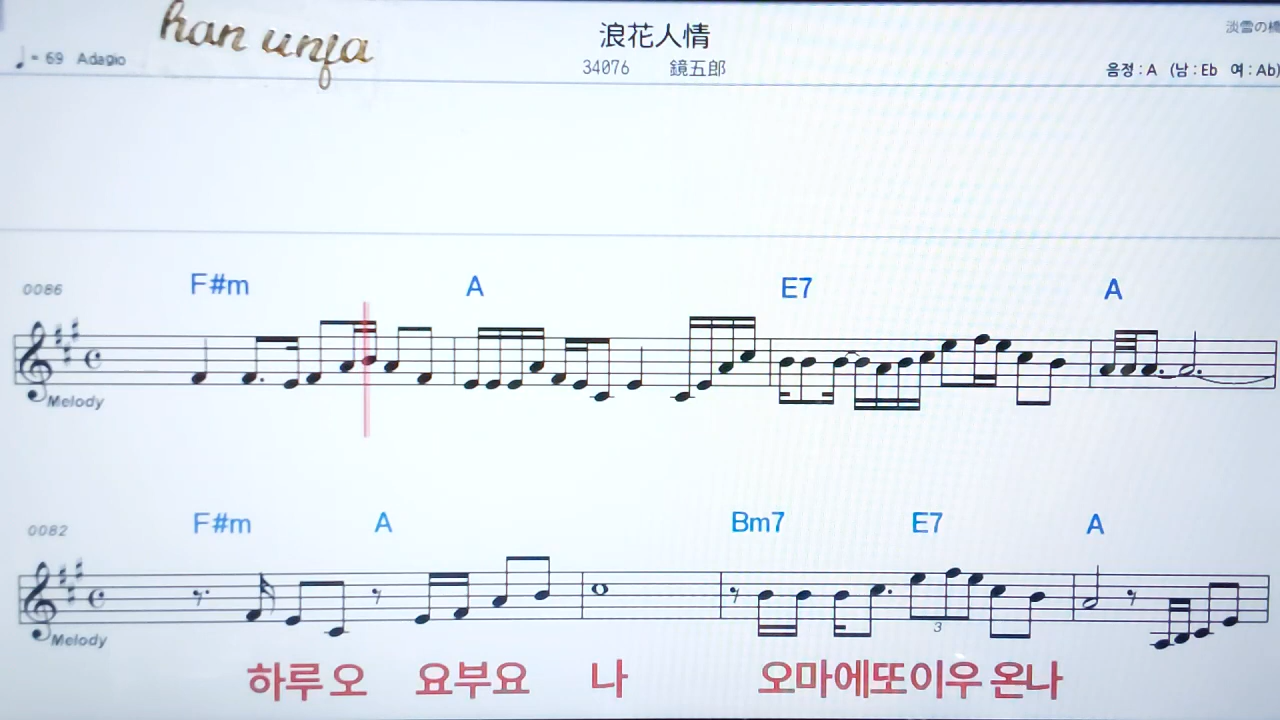 han unja
浪花人情
淡雪の橋
♩= 69 Adagio
34076 鏡五郎
음정 : A (남 : Eb 여 : Ab)
0086 F#m A E7 A
Melody
0082 F#m A Bm7 E7 A
3
Melody
하루오 요부요 나 오마에또이우 온나